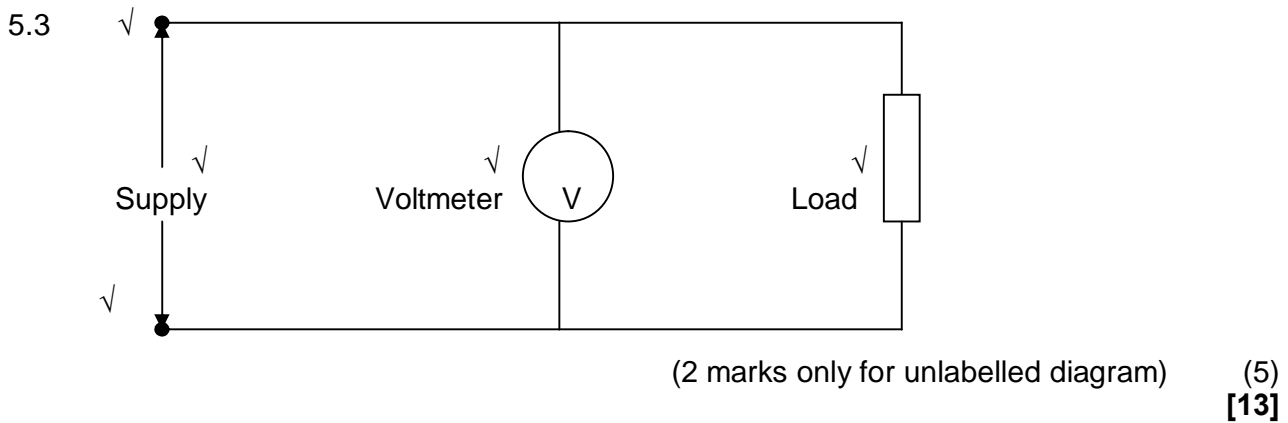 5.3 √
√ √ √
Supply Voltmeter V Load
√
(2 marks only for unlabelled diagram) (5)
[13]